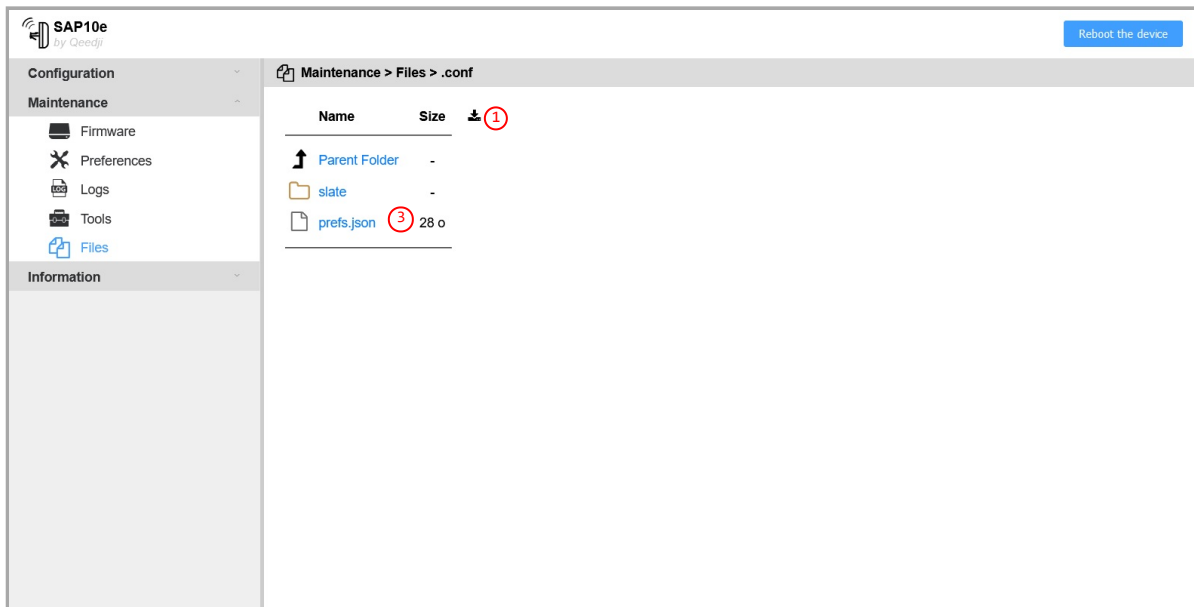 SAP10e
by Qeedji
Reboot the device
Configuration
Maintenance
Firmware
Preferences
LOG
Logs
Tools
Files
Information
Maintenance > Files > .conf
Name Size 1
Parent Folder -
slate -
prefs.json 3 28 o